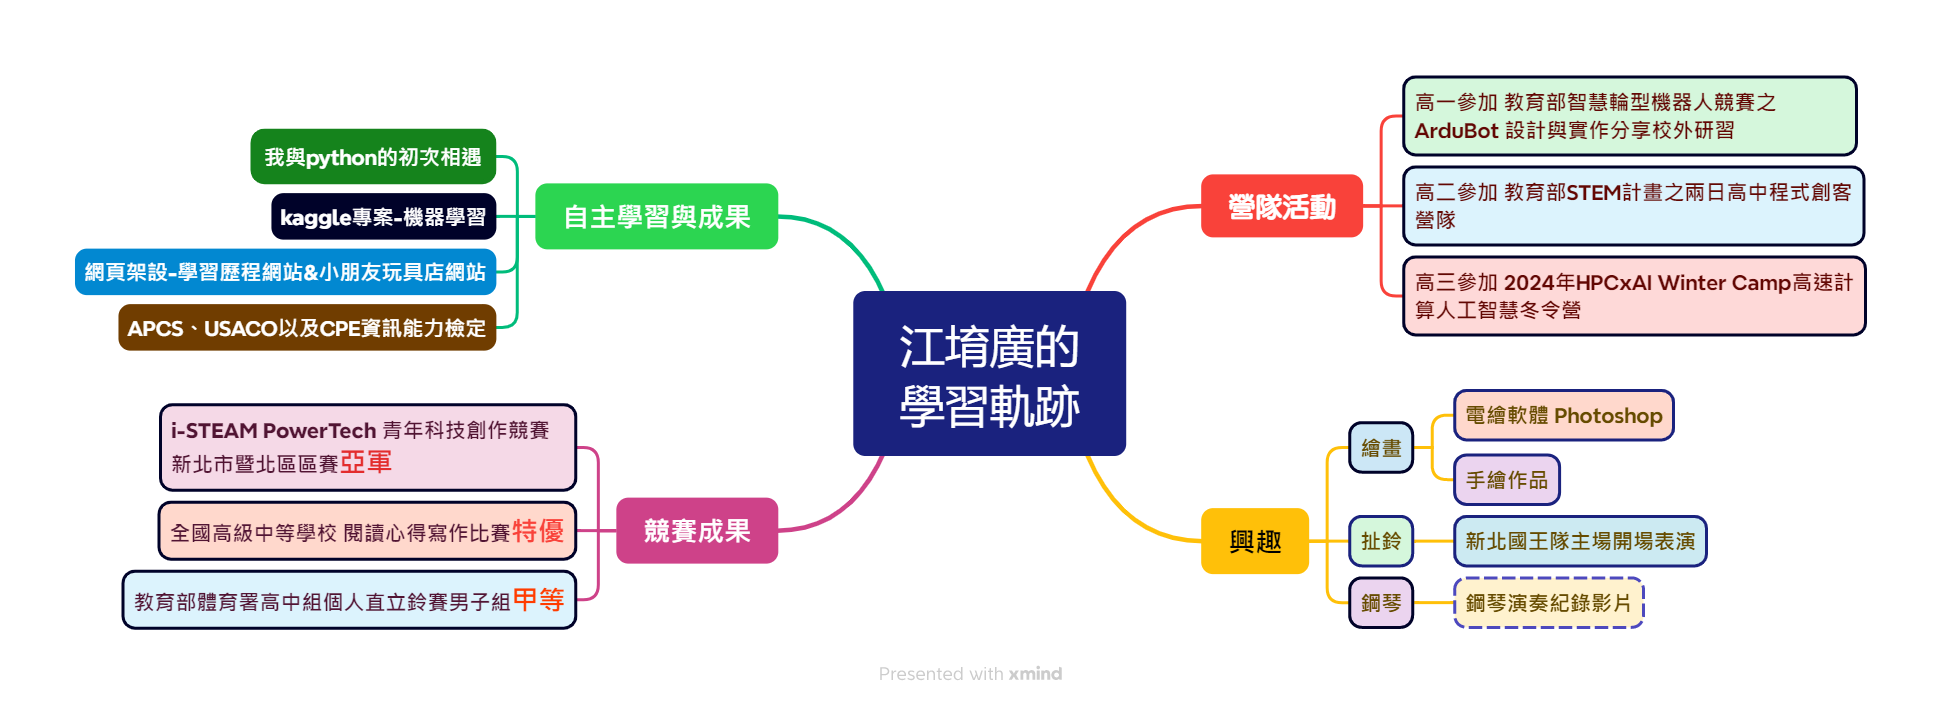 江堉廣的
學習軌跡
自主學習與成果
我與python的初次相遇
kaggle專案-機器學習
網頁架設-學習歷程網站&小朋友玩具店網站
APCS、USACO以及CPE資訊能力檢定
競賽成果
i-STEAM PowerTech 青年科技創作競賽
新北市暨北區區賽亞軍
全國高級中等學校 閱讀心得寫作比賽特優
教育部體育署高中組個人直立鈴賽男子組甲等
營隊活動
高一參加 教育部智慧輪型機器人競賽之
ArduBot 設計與實作分享校外研習
高二參加 教育部STEM計畫之兩日高中程式創客
營隊
高三參加 2024年HPCxAI Winter Camp高速計
算人工智慧冬令營
興趣
繪畫
電繪軟體 Photoshop
手繪作品
扯鈴
新北國王隊主場開場表演
鋼琴
鋼琴演奏紀錄影片
Presented with xmind